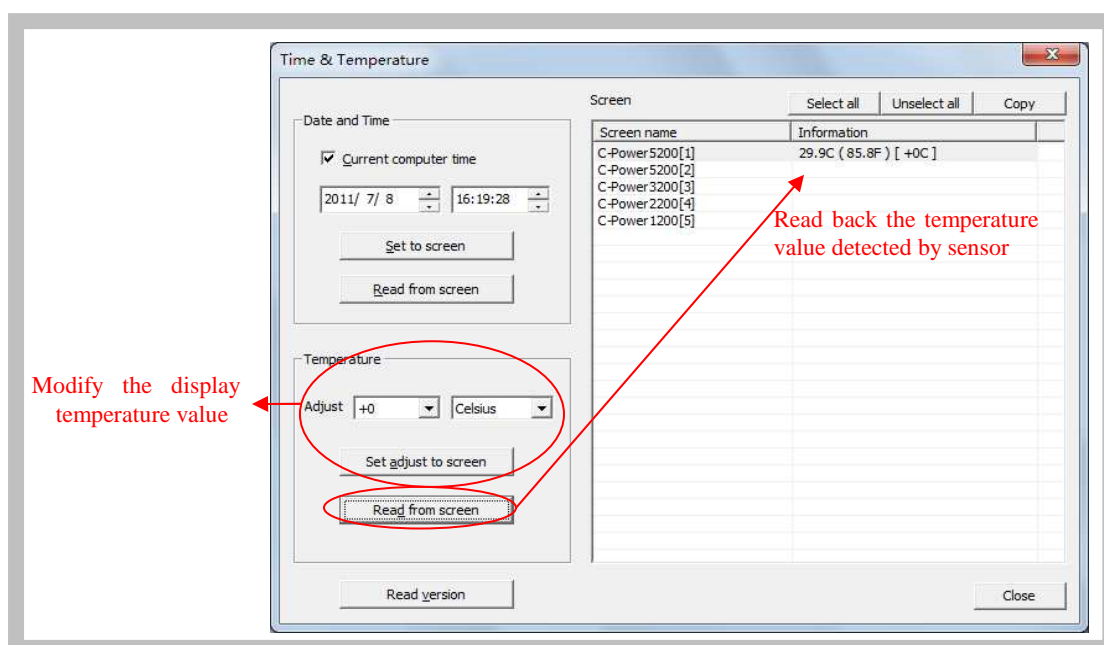 Time & Temperature
Date and Time
Current computer time
2011/ 7/ 8 16:19:28
Set to screen
Read from screen
Temperature
Adjust +0 Celsius
Set adjust to screen
Read from screen
Read version
Modify the display
temperature value
Screen Select all Unselect all Copy
Screen name Information
C-Power5200[1] 29.9C ( 85.8F ) [ +0C ]
C-Power5200[2]
C-Power3200[3]
C-Power2200[4]
C-Power1200[5]
Read back the temperature
value detected by sensor
Close